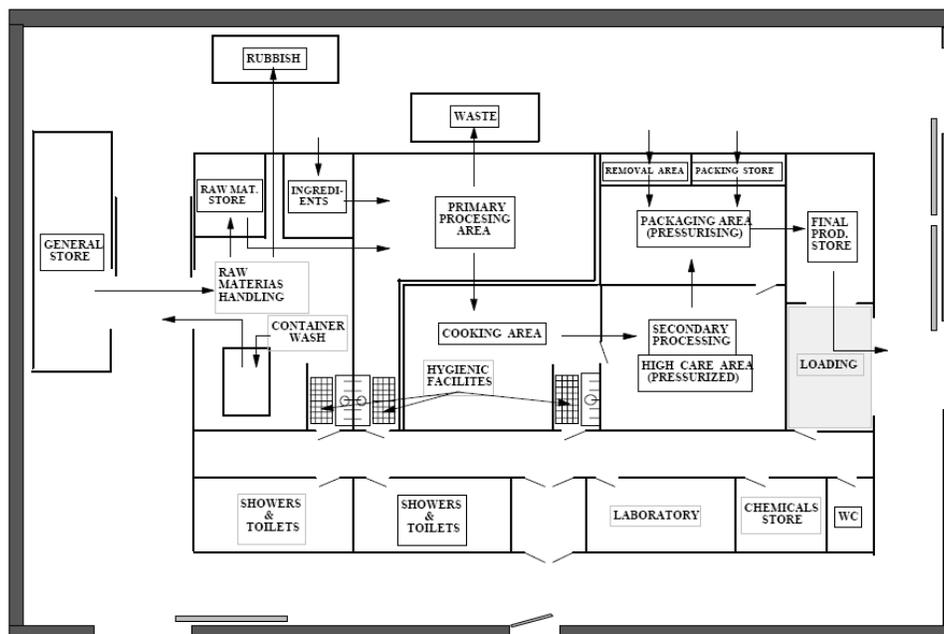 RUBBISH
WASTE
RAW MAT.
STORE
INGREDI-
ENTS
REMOVAL AREA
PACKING STORE
PRIMARY
PROCESING
AREA
PACKAGING AREA
(PRESSURISING)
FINAL
PROD.
STORE
GENERAL
STORE
RAW
MATERIAS
HANDLING
CONTAINER
WASH
COOKING AREA
SECONDARY
PROCESSING
HIGH CARE AREA
(PRESSURIZED)
HYGIENIC
FACILITES
LOADING
SHOWERS
&
TOILETS
SHOWERS
&
TOILETS
LABORATORY
CHEMICALS
STORE
WC